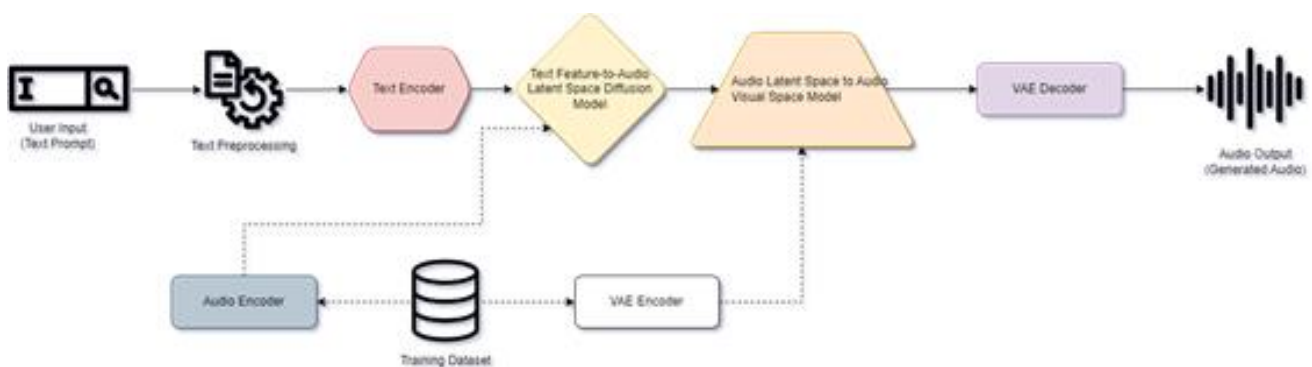 User Input
(Text Prompt)
Text Preprocessing
Text Encoder
Text Feature-to-Audio
Latent Space Diffusion
Model
Audio Latent Space to Audio
Visual Space Model
VAE Decoder
Audio Output
(Generated Audio)
Audio Encoder
Training Dataset
VAE Encoder